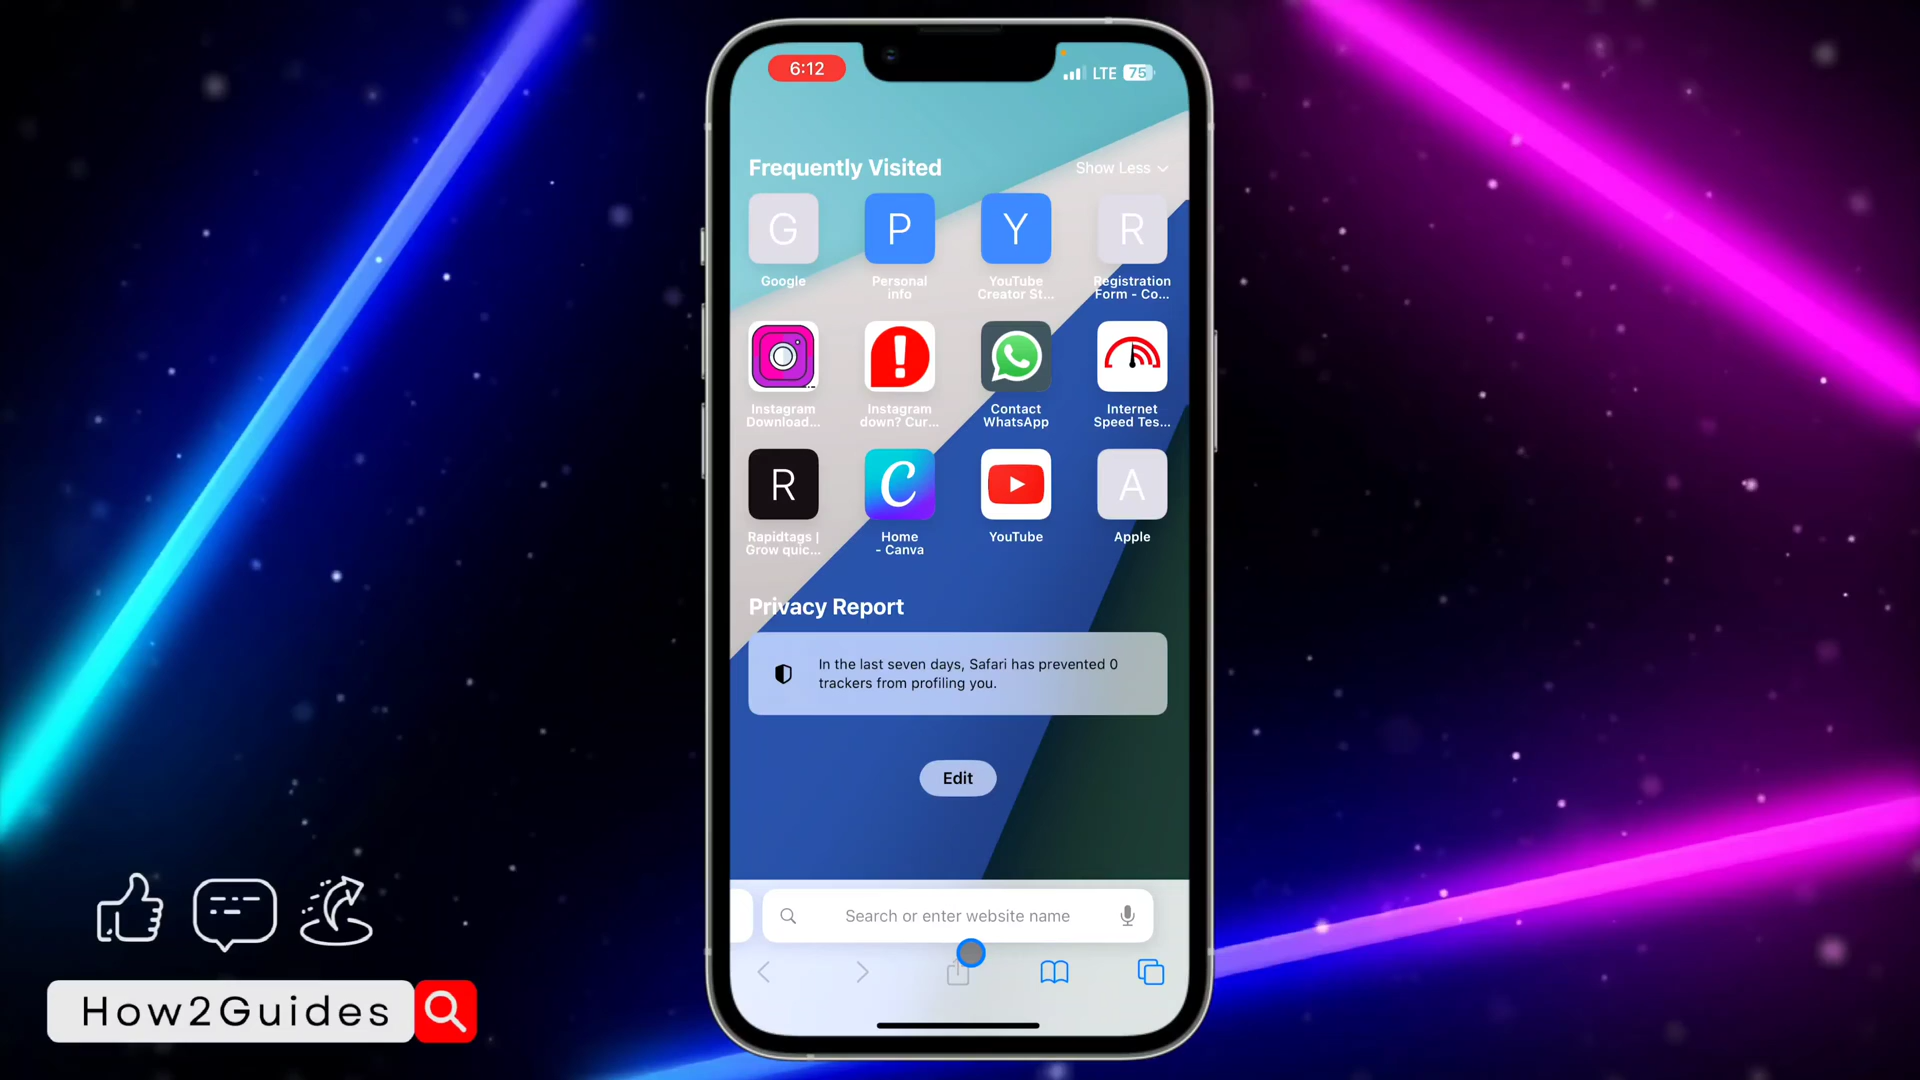 6:12
LTE 75
Frequently Visited
Show Less
G
P
Y
R
Google
Personal
info
YouTube
Creator St...
Registration
Form - Co...
Instagram
Download...
Instagram
down? Cur...
Contact
WhatsApp
Internet
Speed Tes...
R
C
A
Rapidtags |
Grow quic...
Home
- Canva
YouTube
Apple
Privacy Report
In the last seven days, Safari has prevented 0
trackers from profiling you.
Edit
Search or enter website name
How2Guides